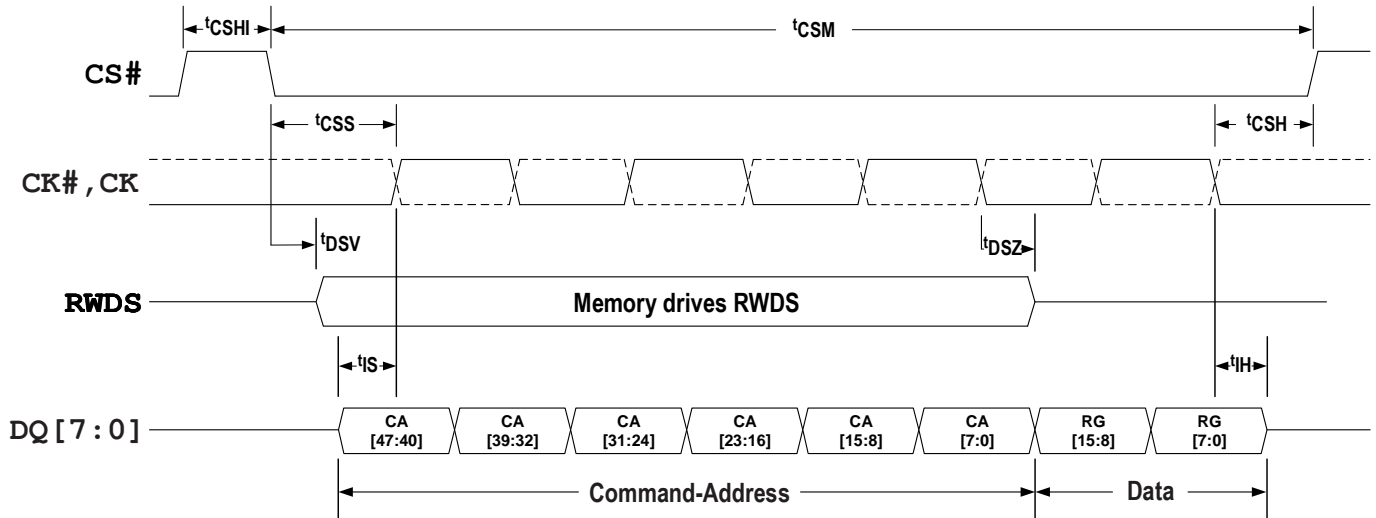 tCSHI
tCSM
CS#
tCSS
tCSH
CK#,CK
tDSV
tDSZ
RWDS
Memory drives RWDS
tIS
tIH
DQ[7:0]
CA
[47:40]
CA
[39:32]
CA
[31:24]
CA
[23:16]
CA
[15:8]
CA
[7:0]
RG
[15:8]
RG
[7:0]
Command-Address
Data